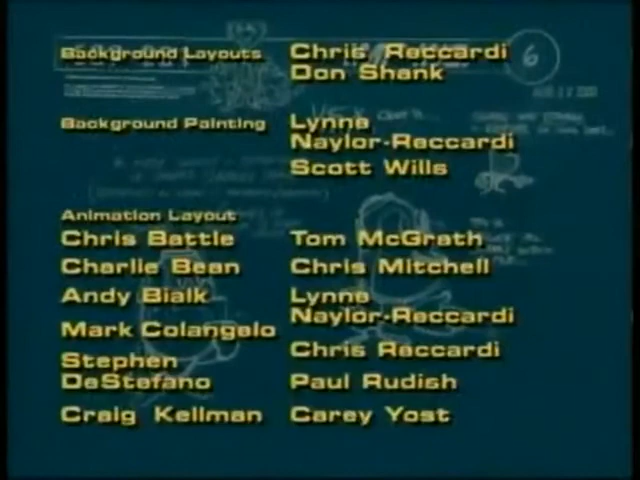 Background Layouts Chris Reccardi
Don Shank
6
Background Painting Lynne
Naylor-Reccardi
Scott Wills
Animation Layout
Chris Battle Tom McGrath
Charlie Bean Chris Mitchell
Andy Bialk Lynne
Naylor-Reccardi
Mark Colangelo
Chris Reccardi
Stephen
DeStefano Paul Rudish
Craig Kellman Carey Yost